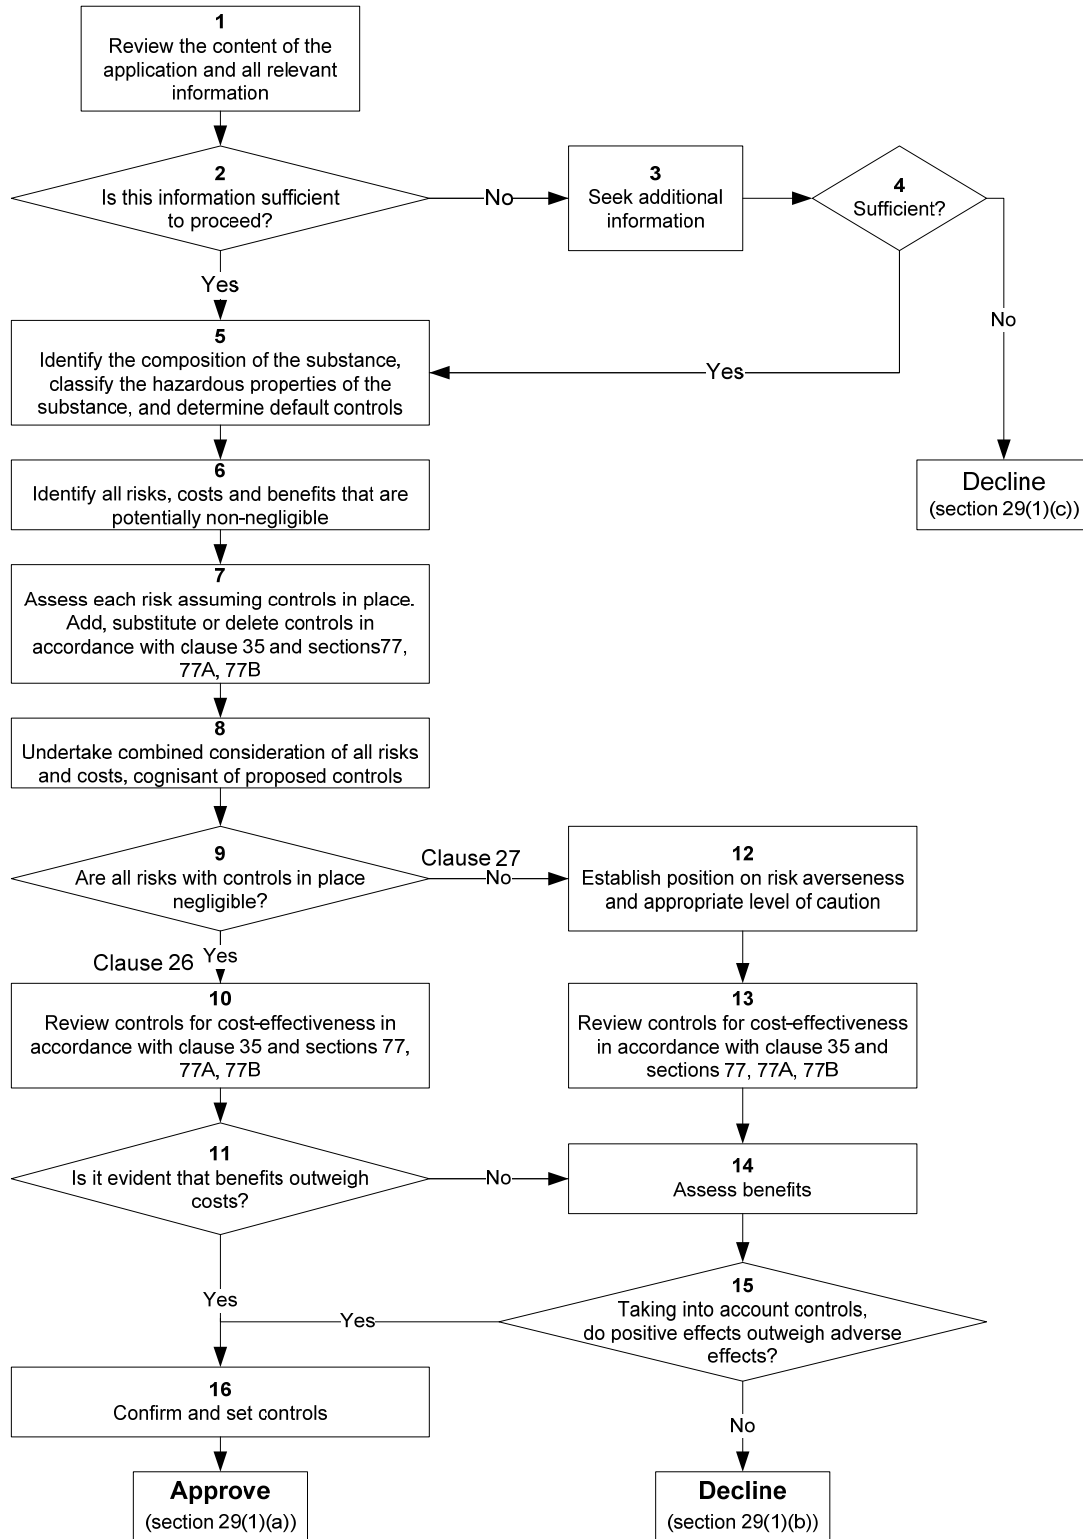 1
Review the content of the
application and all relevant
information
2
Is this information sufficient
to proceed?
No
3
Seek additional
information
4
Sufficient?
Yes
No
5
Identify the composition of the substance,
classify the hazardous properties of the
substance, and determine default controls
Yes
6
Identify all risks, costs and benefits that are
potentially non-negligible
Decline
(section 29(1)(c))
7
Assess each risk assuming controls in place.
Add, substitute or delete controls in
accordance with clause 35 and sections77,
77A, 77B
8
Undertake combined consideration of all risks
and costs, cognisant of proposed controls
9
Are all risks with controls in place
negligible?
Clause 27
No
12
Establish position on risk averseness
and appropriate level of caution
Yes
Clause 26
10
Review controls for cost-effectiveness in
accordance with clause 35 and sections 77,
77A, 77B
13
Review controls for cost-effectiveness
in accordance with clause 35 and
sections 77, 77A, 77B
11
Is it evident that benefits outweigh
costs?
No
14
Assess benefits
Yes
Yes
15
Taking into account controls,
do positive effects outweigh adverse
effects?
16
Confirm and set controls
No
Approve
(section 29(1)(a))
Decline
(section 29(1)(b))